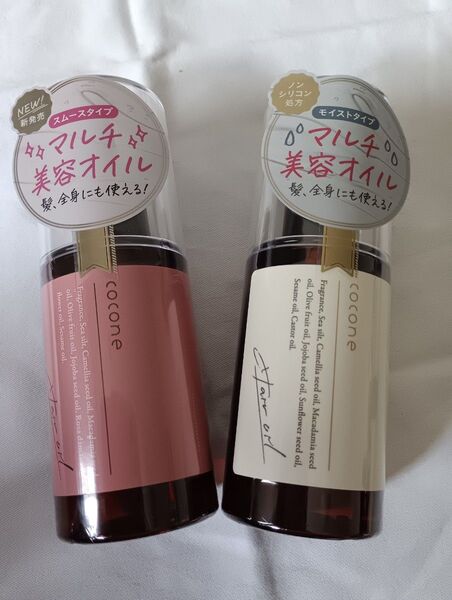 NEW!
新発売
スムースタイプ
マルチ
美容オイル
髪、全身にも使える!
cocone
Fragrance, Sea silt, Camellia seed oil,
oil, Olive fruit oil, Jojoba seed oil, Rosa
flower oil, Sesame oil.
oil
ノン
シリコン
処方
モイストタイプ
マルチ
美容オイル
髪、全身にも使える!
cocone
Fragrance, Sea silt, Camellia seed oil, Macadamia seed
oil, Olive fruit oil, Jojoba seed oil, Sunflower seed oil,
Sesame oil, Castor oil.
oil